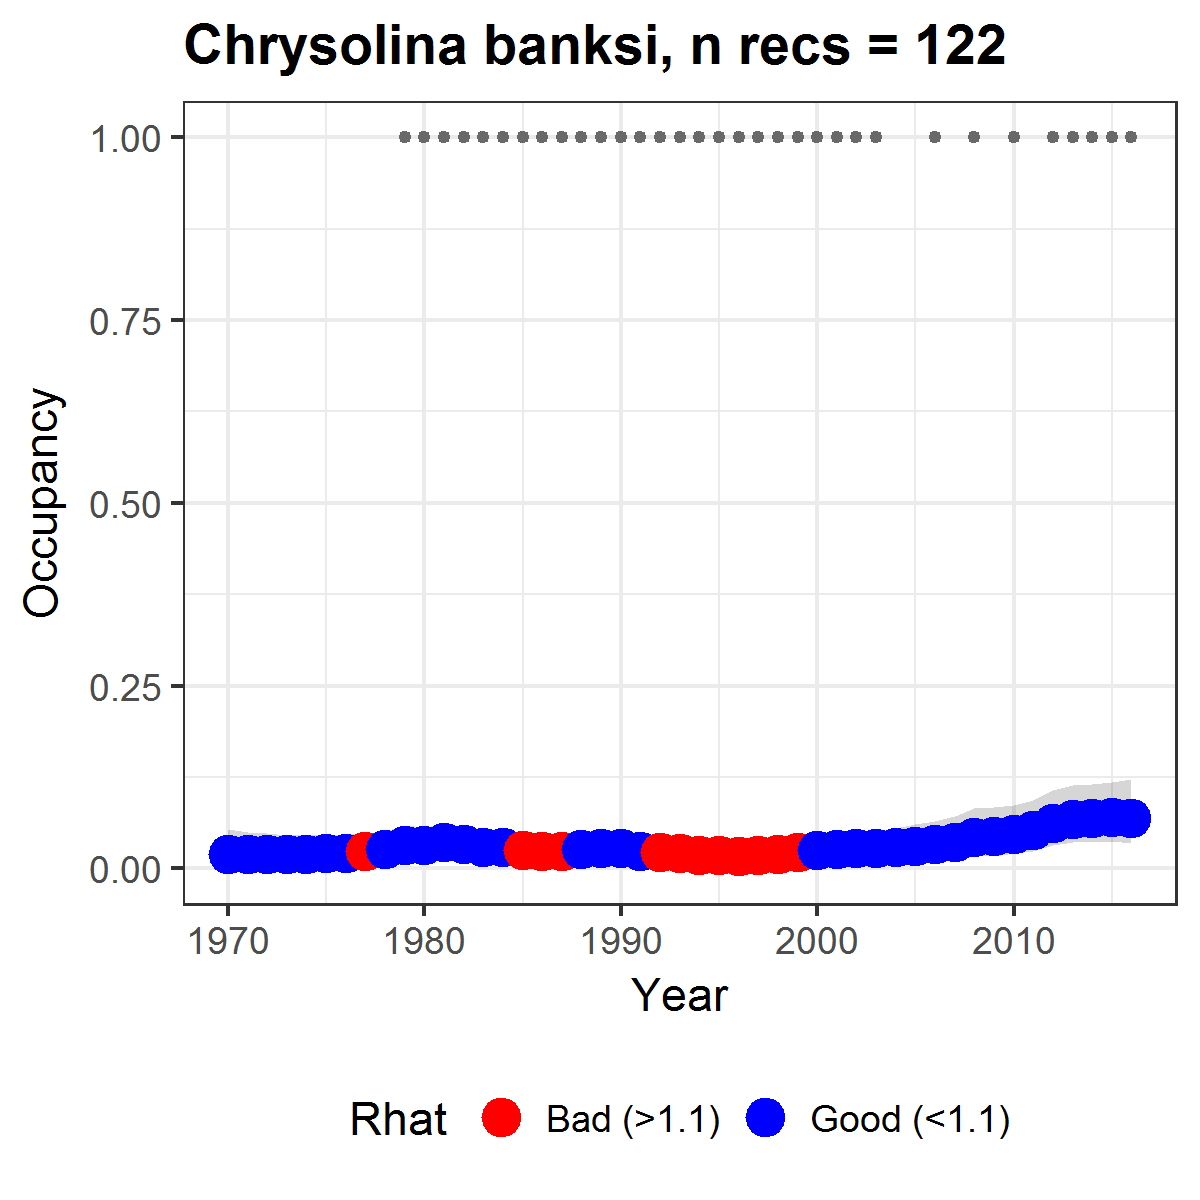 Chrysolina banksi, n recs = 122
1.00
0.75
0.50
0.25
0.00
Occupancy
1970 1980 1990 2000 2010
Year
Rhat Bad (>1.1) Good (<1.1)